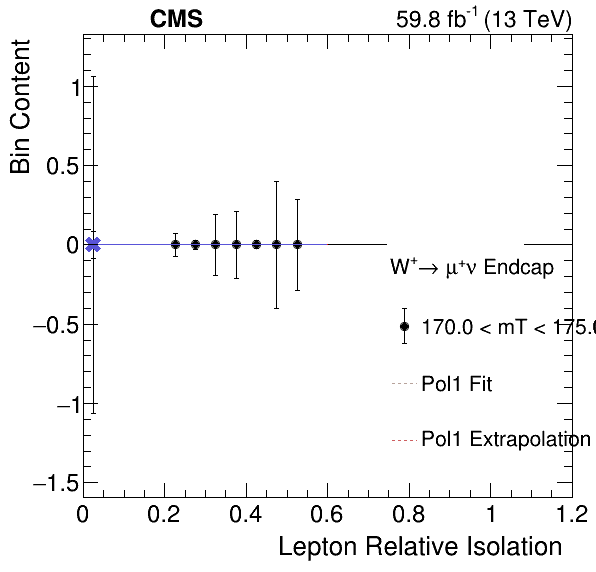 CMS
59.8 fb-1 (13 TeV)
Bin Content
1
0.5
0
−0.5
−1
−1.5
W+→ μ+ν Endcap
170.0 < mT < 175.0
Pol1 Fit
Pol1 Extrapolation
0 0.2 0.4 0.6 0.8 1 1.2
Lepton Relative Isolation